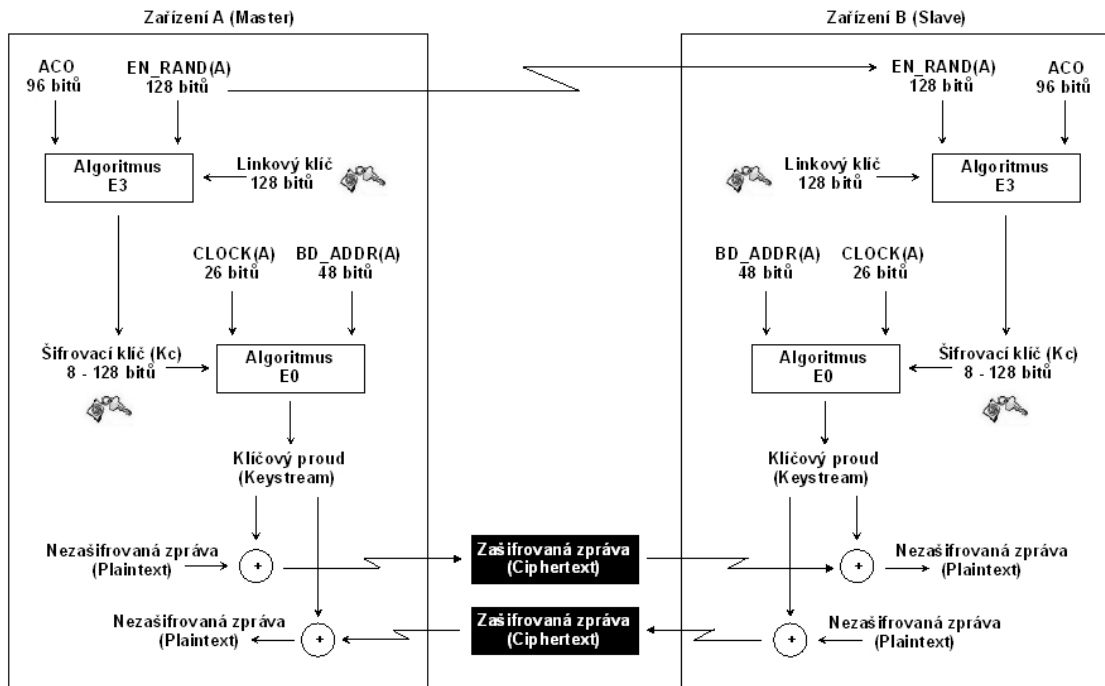 Zařízení A (Master)
ACO
96 bitů
EN_RAND(A)
128 bitů
Algoritmus
E3
Linkový klíč
128 bitů
CLOCK(A)
26 bitů
BD_ADDR(A)
48 bitů
Šifrovací klíč (Kc)
8 - 128 bitů
Algoritmus
E0
Klíčový proud
(Keystream)
Nezašifrovaná zpráva
(Plaintext)
+
Nezašifrovaná zpráva
(Plaintext)
+
Zašifrovaná zpráva
(Ciphertext)
Zašifrovaná zpráva
(Ciphertext)
Zařízení B (Slave)
EN_RAND(A)
128 bitů
ACO
96 bitů
Linkový klíč
128 bitů
Algoritmus
E3
BD_ADDR(A)
48 bitů
CLOCK(A)
26 bitů
Algoritmus
E0
Šifrovací klíč (Kc)
8 - 128 bitů
Klíčový proud
(Keystream)
+
Nezašifrovaná zpráva
(Plaintext)
+
Nezašifrovaná zpráva
(Plaintext)